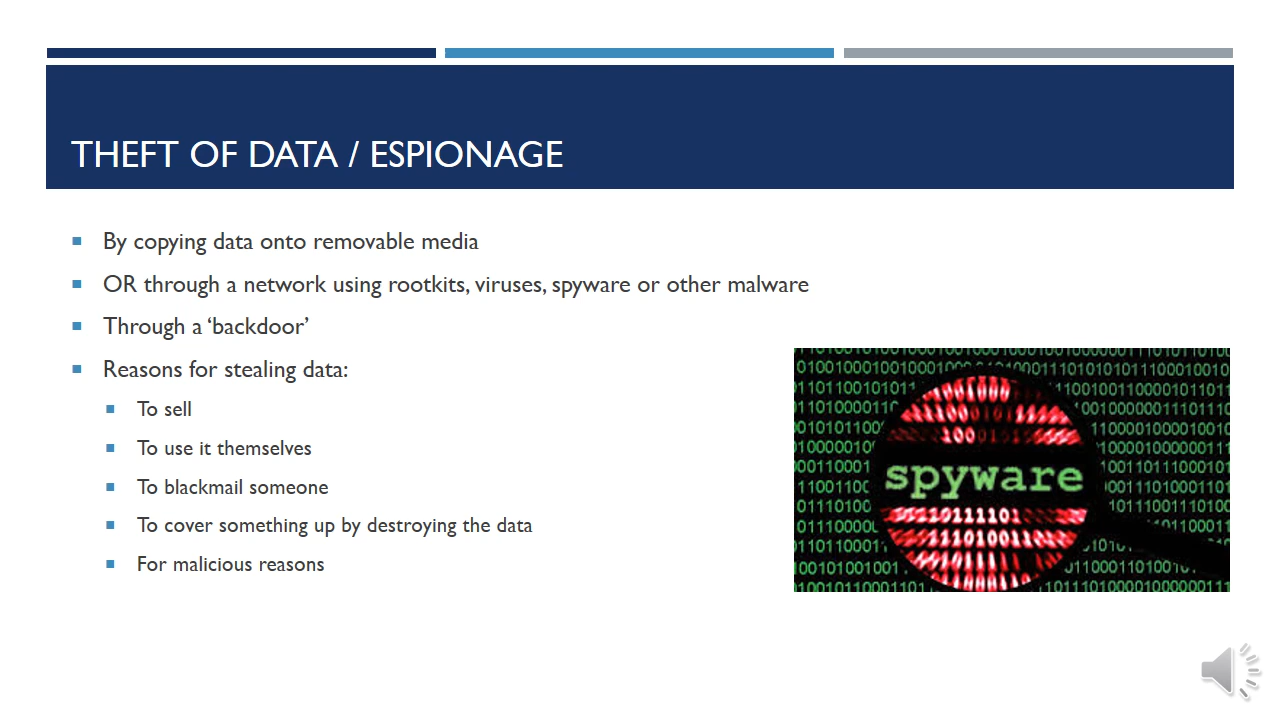 THEFT OF DATA / ESPIONAGE
By copying data onto removable media
OR through a network using rootkits, viruses, spyware or other malware
Through a ‘backdoor’
Reasons for stealing data:
To sell
To use it themselves
To blackmail someone
To cover something up by destroying the data
For malicious reasons
spyware